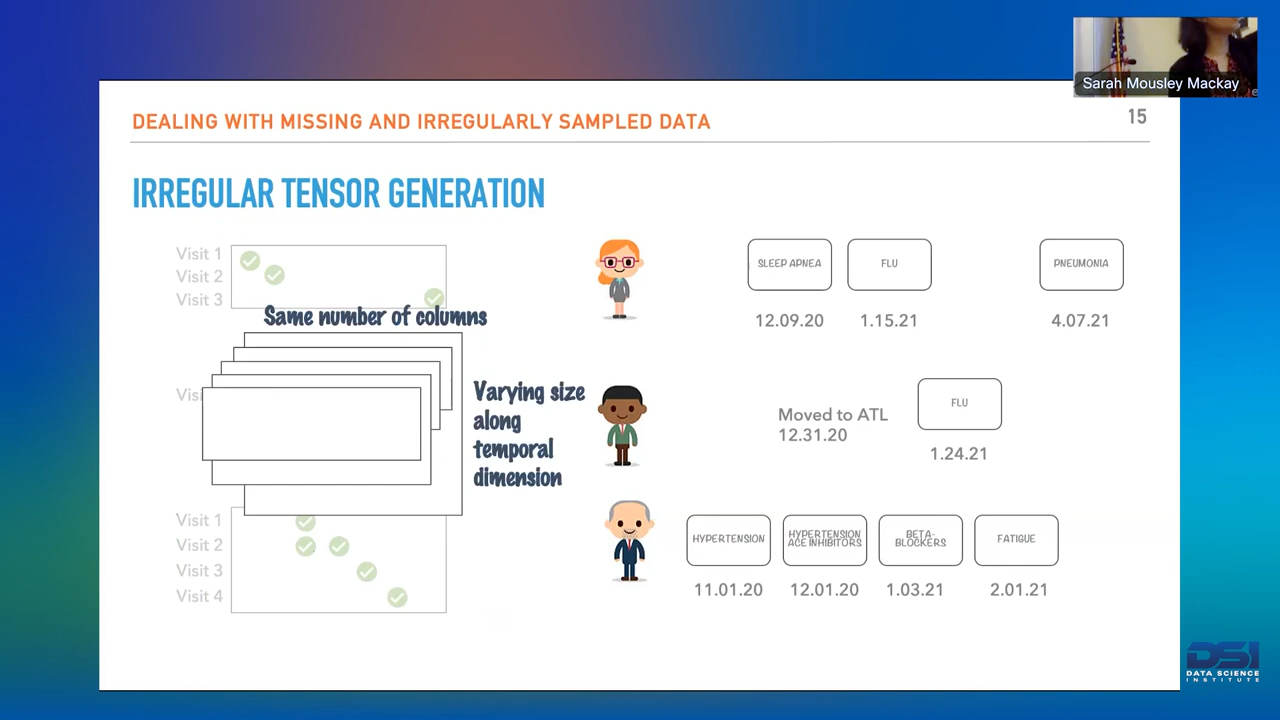 Sarah Mousley Mackay
DEALING WITH MISSING AND IRREGULARLY SAMPLED DATA
15
IRREGULAR TENSOR GENERATION
Visit 1
Visit 2
Visit 3
SLEEP APNEA
FLU
PNEUMONIA
12.09.20
1.15.21
4.07.21
Same number of columns
Varying size
along
temporal
dimension
Moved to ATL
12.31.20
FLU
1.24.21
Visit 1
Visit 2
Visit 3
Visit 4
HYPERTENSION
HYPERTENSION
ACE INHIBITORS
BETA-
BLOCKERS
FATIGUE
11.01.20
12.01.20
1.03.21
2.01.21
DSI
DATA SCIENCE
INSTITUTE